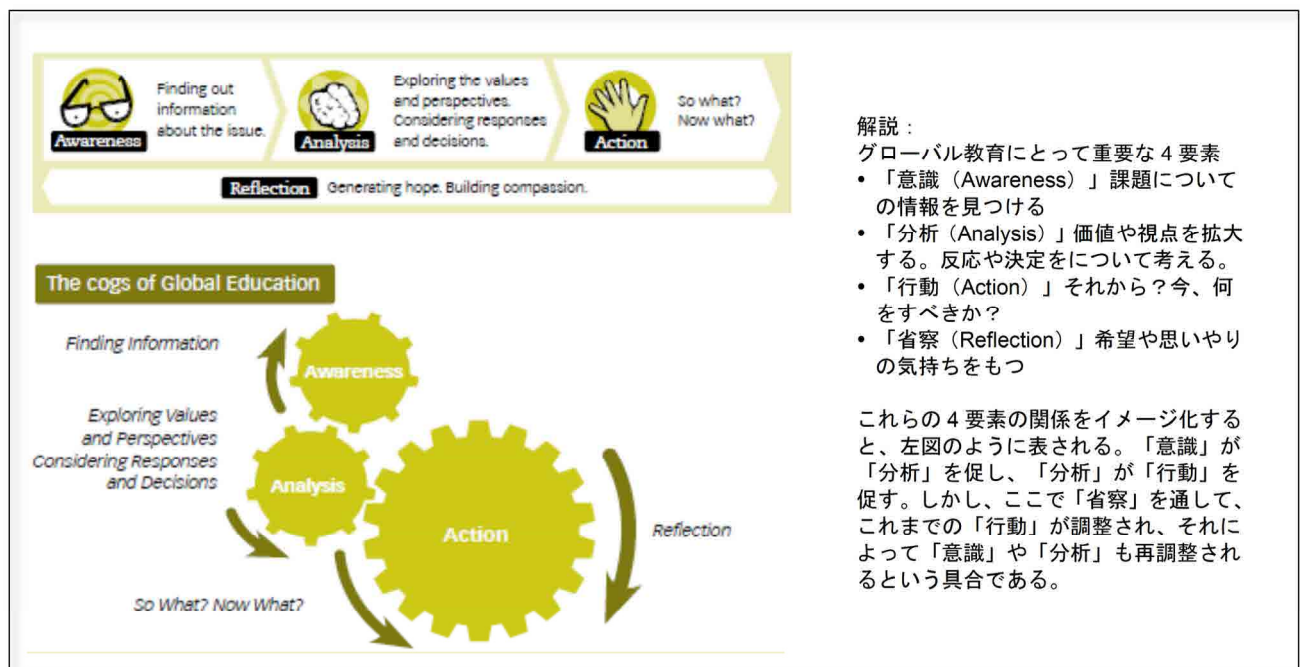 Finding out
information
about the issue.
Awareness
Exploring the values
and perspectives.
Considering responses
and decisions.
Analysis
So what?
Now what?
Action
Reflection Generating hope. Building compassion.
The cogs of Global Education
Finding Information
Awareness
Exploring Values
and Perspectives
Considering Responses
and Decisions
Analysis
Action
Reflection
So What? Now What?
解説：
グローバル教育にとって重要な４要素
• 「意識（Awareness）」課題について
の情報を見つける
• 「分析（Analysis）」価値や視点を拡大
する。反応や決定をについて考える。
• 「行動（Action）」それから？今、何
をすべきか？
• 「省察（Reflection）」希望や思いやり
の気持ちをもつ
これらの４要素の関係をイメージ化する
と、左図のように表される。「意識」が
「分析」を促し、「分析」が「行動」を
促す。しかし、ここで「省察」を通して、
これまでの「行動」が調整され、それに
よって「意識」や「分析」も再調整され
るという具合である。